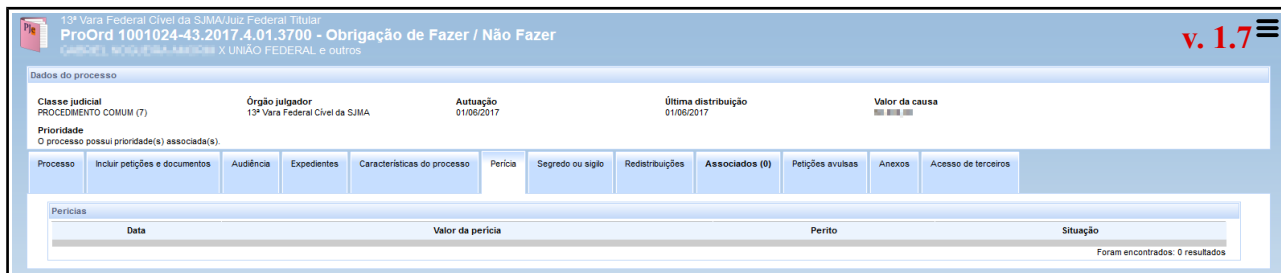 PJe
13ª Vara Federal Cível da SJMA/Juiz Federal Titular
ProOrd 1001024-43.2017.4.01.3700 - Obrigação de Fazer / Não Fazer
X UNIÃO FEDERAL e outros
v. 1.7
Dados do processo
Classe judicial Órgão julgador Autuação Última distribuição Valor da causa
PROCEDIMENTO COMUM (7) 13ª Vara Federal Cível da SJMA 01/06/2017 01/06/2017
Prioridade
O processo possui prioridade(s) associada(s).
Processo Incluir petições e documentos Audiência Expedientes Características do processo Perícia Segredo ou sigilo Redistribuições Associados (0) Petições avulsas Anexos Acesso de terceiros
Perícias
Data Valor da perícia Perito Situação
Foram encontrados: 0 resultados